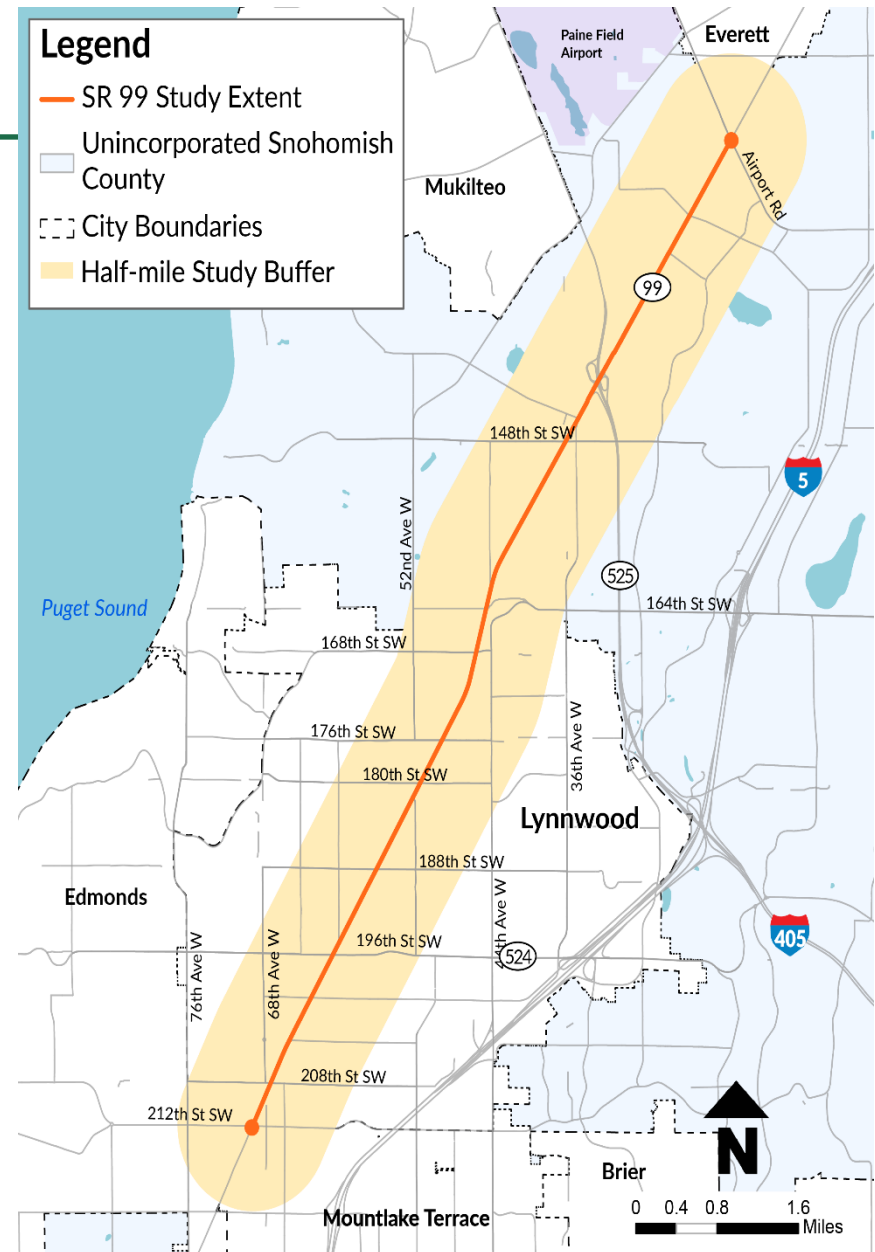 Legend
SR 99 Study Extent
Unincorporated Snohomish
County
City Boundaries
Half-mile Study Buffer
Paine Field
Airport
Everett
Mukilteo
Airport Rd
99
148th St SW
5
52nd Ave W
525
164th St SW
Puget Sound
168th St SW
176th St SW
36th Ave W
180th St SW
Lynnwood
188th St SW
Edmonds
76th Ave W
68th Ave W
196th St SW
44th Ave W
524
405
208th St SW
212th St SW
N
Brier
Mountlake Terrace
0 0.4 0.8 1.6
Miles